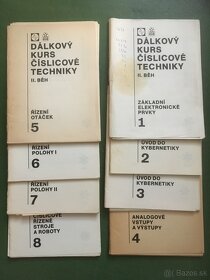 DÁLKOVÝ
KURS
ČÍSLICOVÉ
TECHNIKY
II. BĚH
ŘÍZENÍ
OTÁČEK
5
ŘÍZENÍ
POLOHY I
6
ŘÍZENÍ
POLOHY II
7
ČÍSLICOVĚ
ŘÍZENÉ
STROJE
A ROBOTY
8
DÁLKOVÝ
KURS
ČÍSLICOVÉ
TECHNIKY
II. BĚH
ZÁKLADNÍ
ELEKTRONICKÉ
PRVKY
1
ÚVOD DO
KYBERNETIKY
2
ÚVOD DO
KYBERNETIKY
3
ANALOGOVÉ
VSTUPY
A VÝSTUPY
4